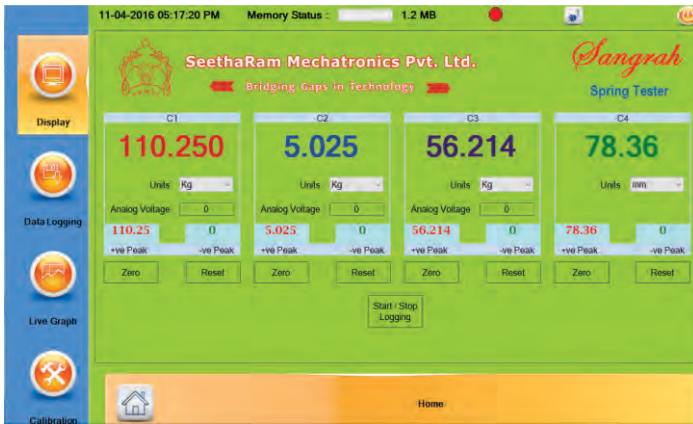 11-04-2016 05:17:20 PM Memory Status : 1.2 MB
SeethaRam Mechatronics Pvt. Ltd.
Bridging Gaps in Technology
Sangrah
Spring Tester
Display
Data Logging
Live Graph
Calibration
C1 C2 C3 C4
110.250 5.025 56.214 78.36
Units Kg Units Kg Units Kg Units mm
Analog Voltage 0 Analog Voltage 0 Analog Voltage 0
110.25 0 5.025 0 56.214 0 78.36 0
+ve Peak -ve Peak +ve Peak -ve Peak +ve Peak -ve Peak +ve Peak -ve Peak
Zero Reset Zero Reset Zero Reset Zero Reset
Start / Stop
Logging
Home